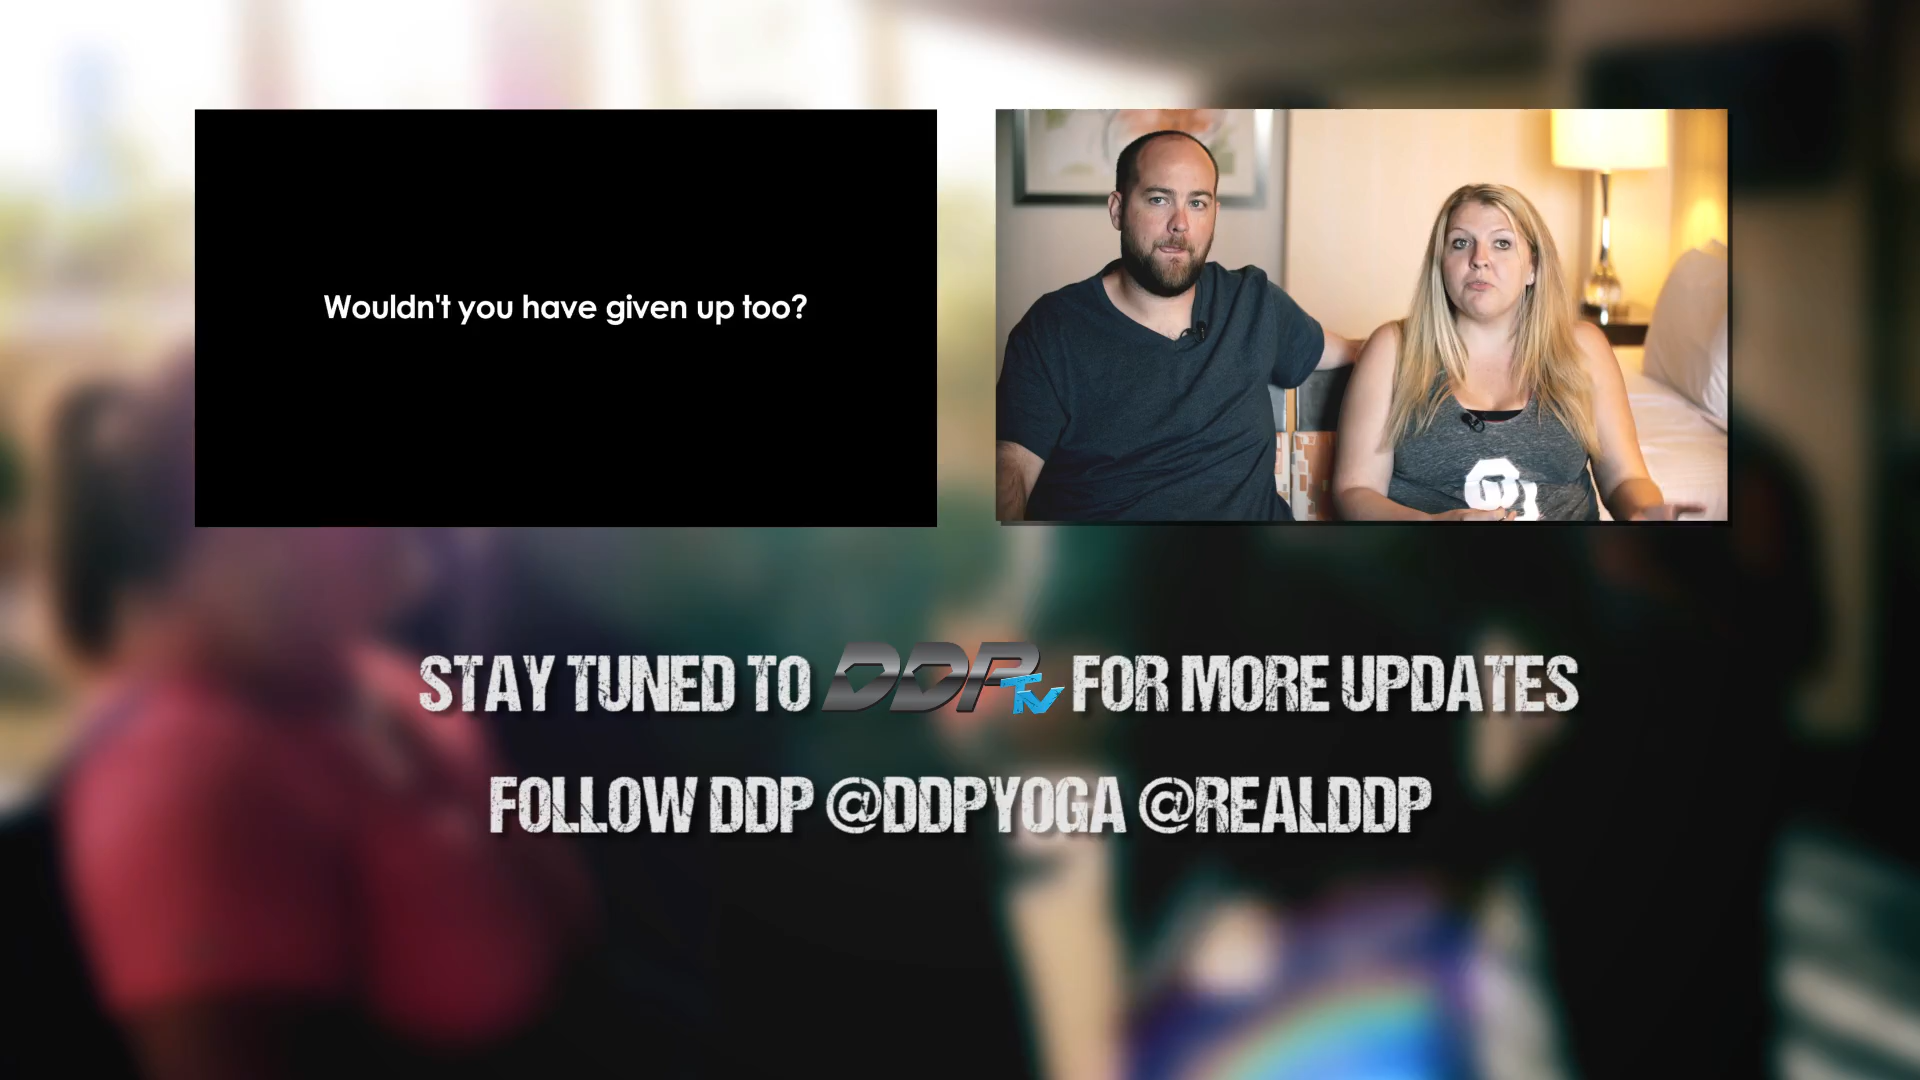 Wouldn't you have given up too?
STAY TUNED TO DDP TV FOR MORE UPDATES
FOLLOW DDP @DDPYOGA @REALDDP